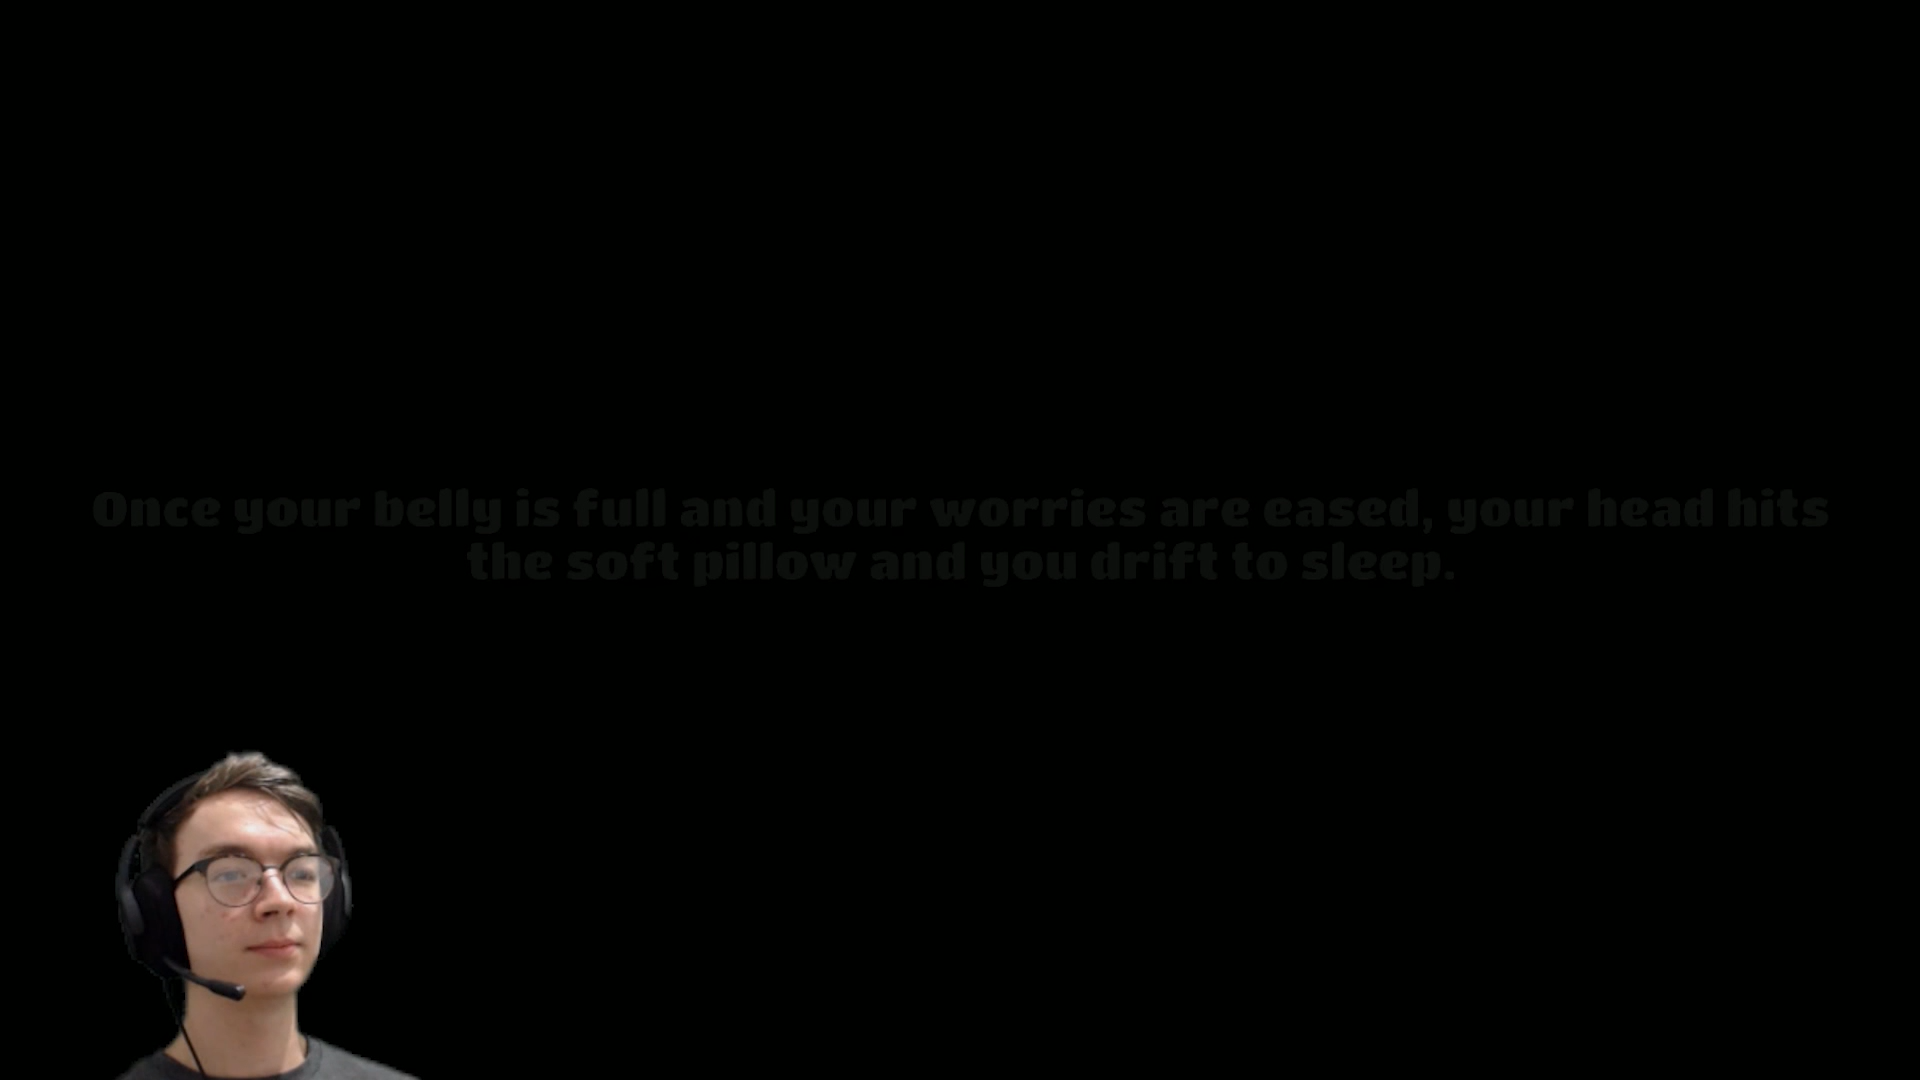 Once your belly is full and your worries are eased, your head hits
the soft pillow and you drift to sleep.